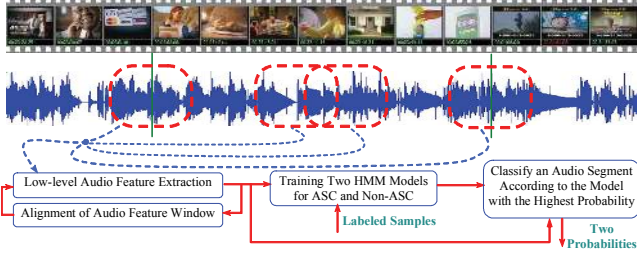 Low-level Audio Feature Extraction
Alignment of Audio Feature Window
Training Two HMM Models
for ASC and Non-ASC
Labeled Samples
Classify an Audio Segment
According to the Model
with the Highest Probability
Two
Probabilities